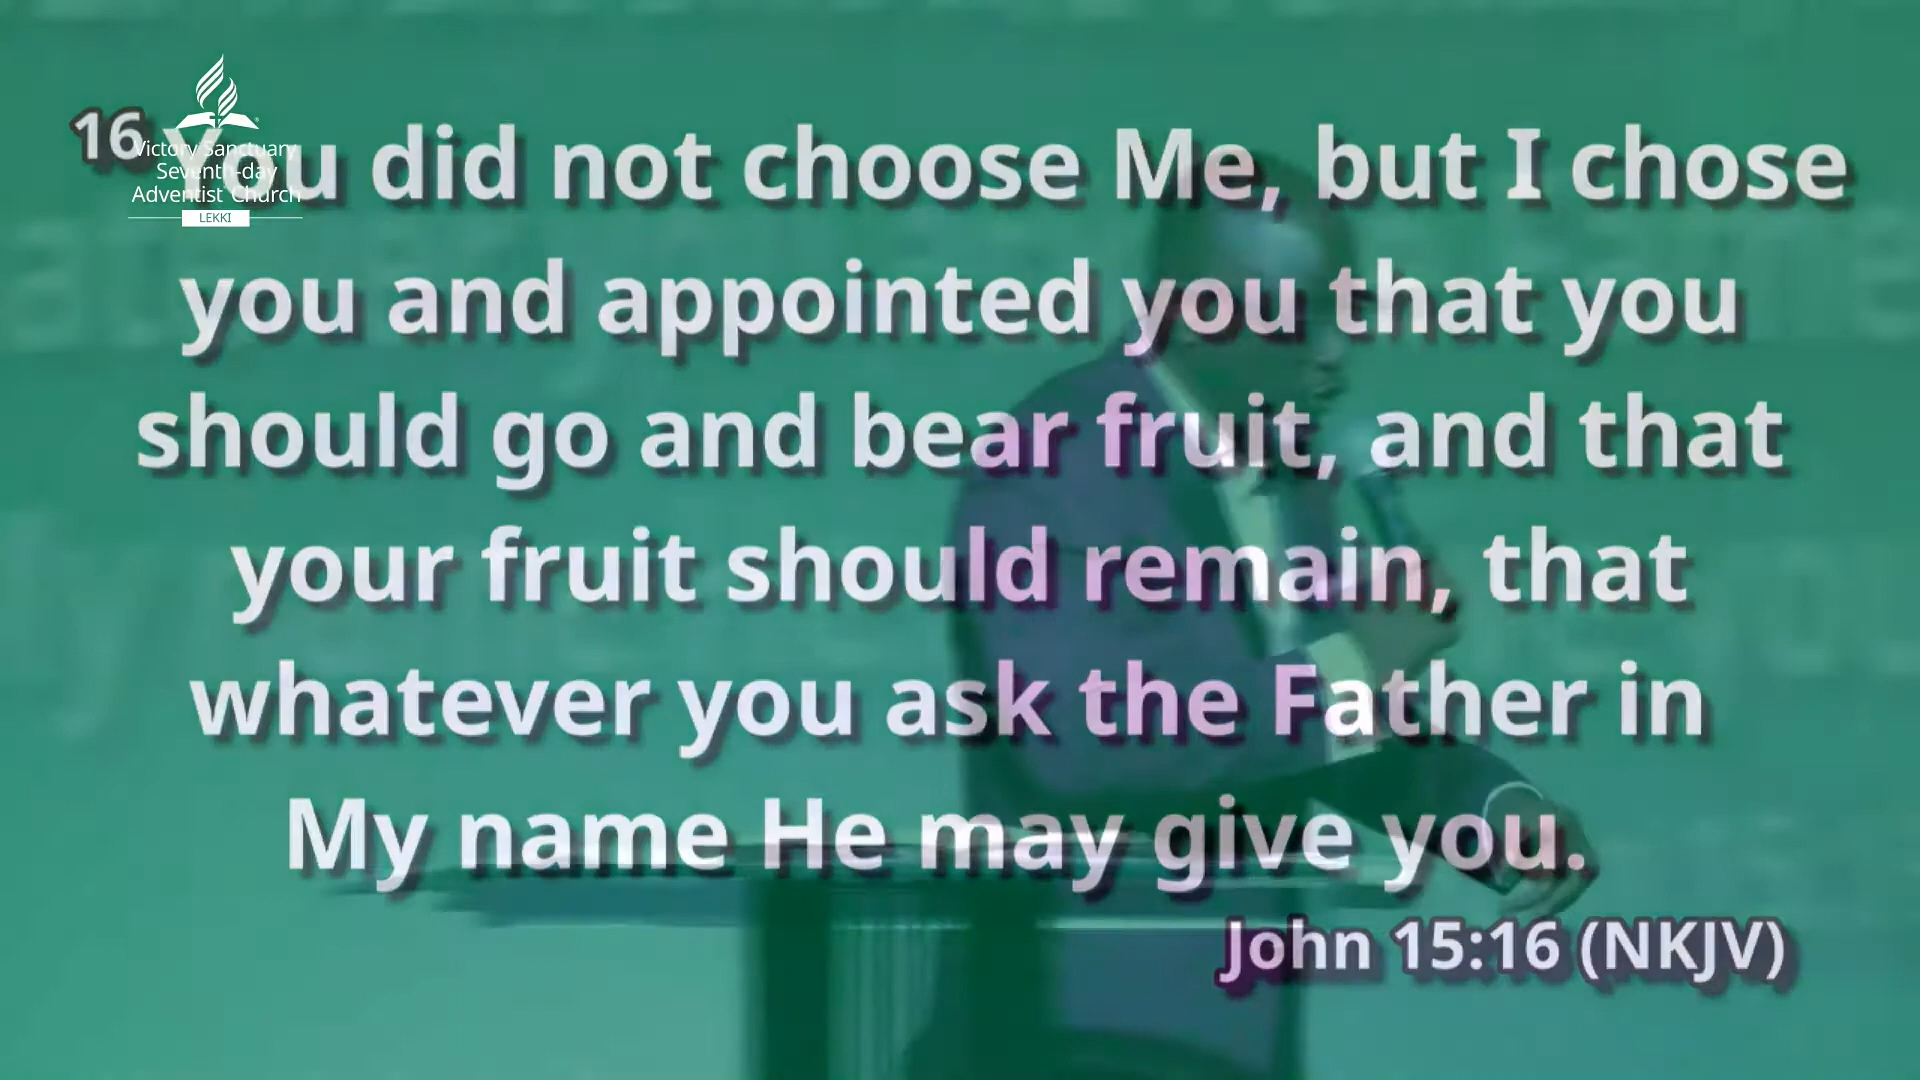 Victory Sanctuary
Seventh-day
Adventist Church
LEKKI
16 You did not choose Me, but I chose
you and appointed you that you
should go and bear fruit, and that
your fruit should remain, that
whatever you ask the Father in
My name He may give you.
John 15:16 (NKJV)